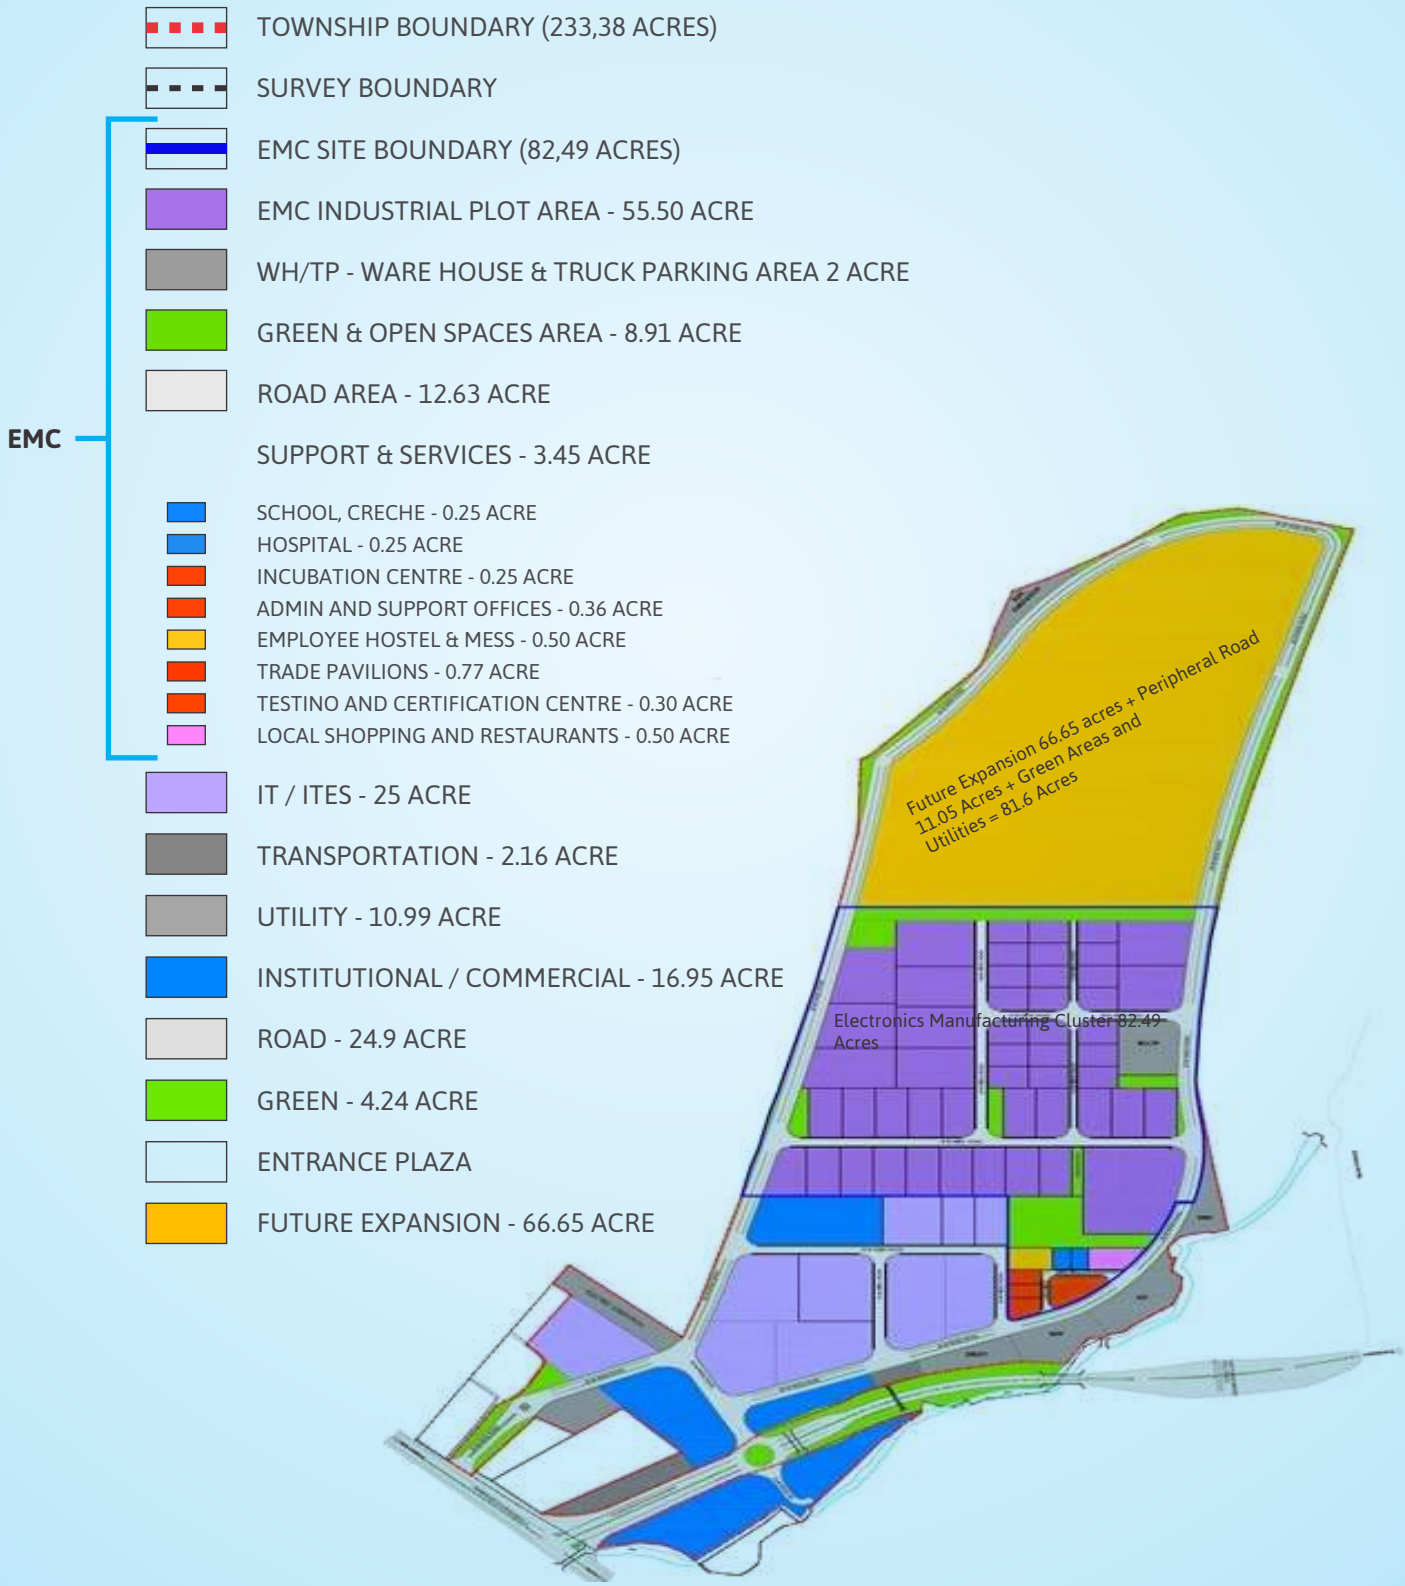 TOWNSHIP BOUNDARY (233,38 ACRES)
SURVEY BOUNDARY
EMC SITE BOUNDARY (82,49 ACRES)
EMC INDUSTRIAL PLOT AREA - 55.50 ACRE
WH/TP - WARE HOUSE & TRUCK PARKING AREA 2 ACRE
GREEN & OPEN SPACES AREA - 8.91 ACRE
ROAD AREA - 12.63 ACRE
EMC
SUPPORT & SERVICES - 3.45 ACRE
SCHOOL, CRECHE - 0.25 ACRE
HOSPITAL - 0.25 ACRE
INCUBATION CENTRE - 0.25 ACRE
ADMIN AND SUPPORT OFFICES - 0.36 ACRE
EMPLOYEE HOSTEL & MESS - 0.50 ACRE
TRADE PAVILIONS - 0.77 ACRE
TESTINO AND CERTIFICATION CENTRE - 0.30 ACRE
LOCAL SHOPPING AND RESTAURANTS - 0.50 ACRE
IT / ITES - 25 ACRE
TRANSPORTATION - 2.16 ACRE
UTILITY - 10.99 ACRE
INSTITUTIONAL / COMMERCIAL - 16.95 ACRE
ROAD - 24.9 ACRE
GREEN - 4.24 ACRE
ENTRANCE PLAZA
FUTURE EXPANSION - 66.65 ACRE
Future Expansion 66.65 acres + Peripheral Road
11.05 Acres + Green Areas and
Utilities = 81.6 Acres
Electronics Manufacturing Cluster 82.49
Acres